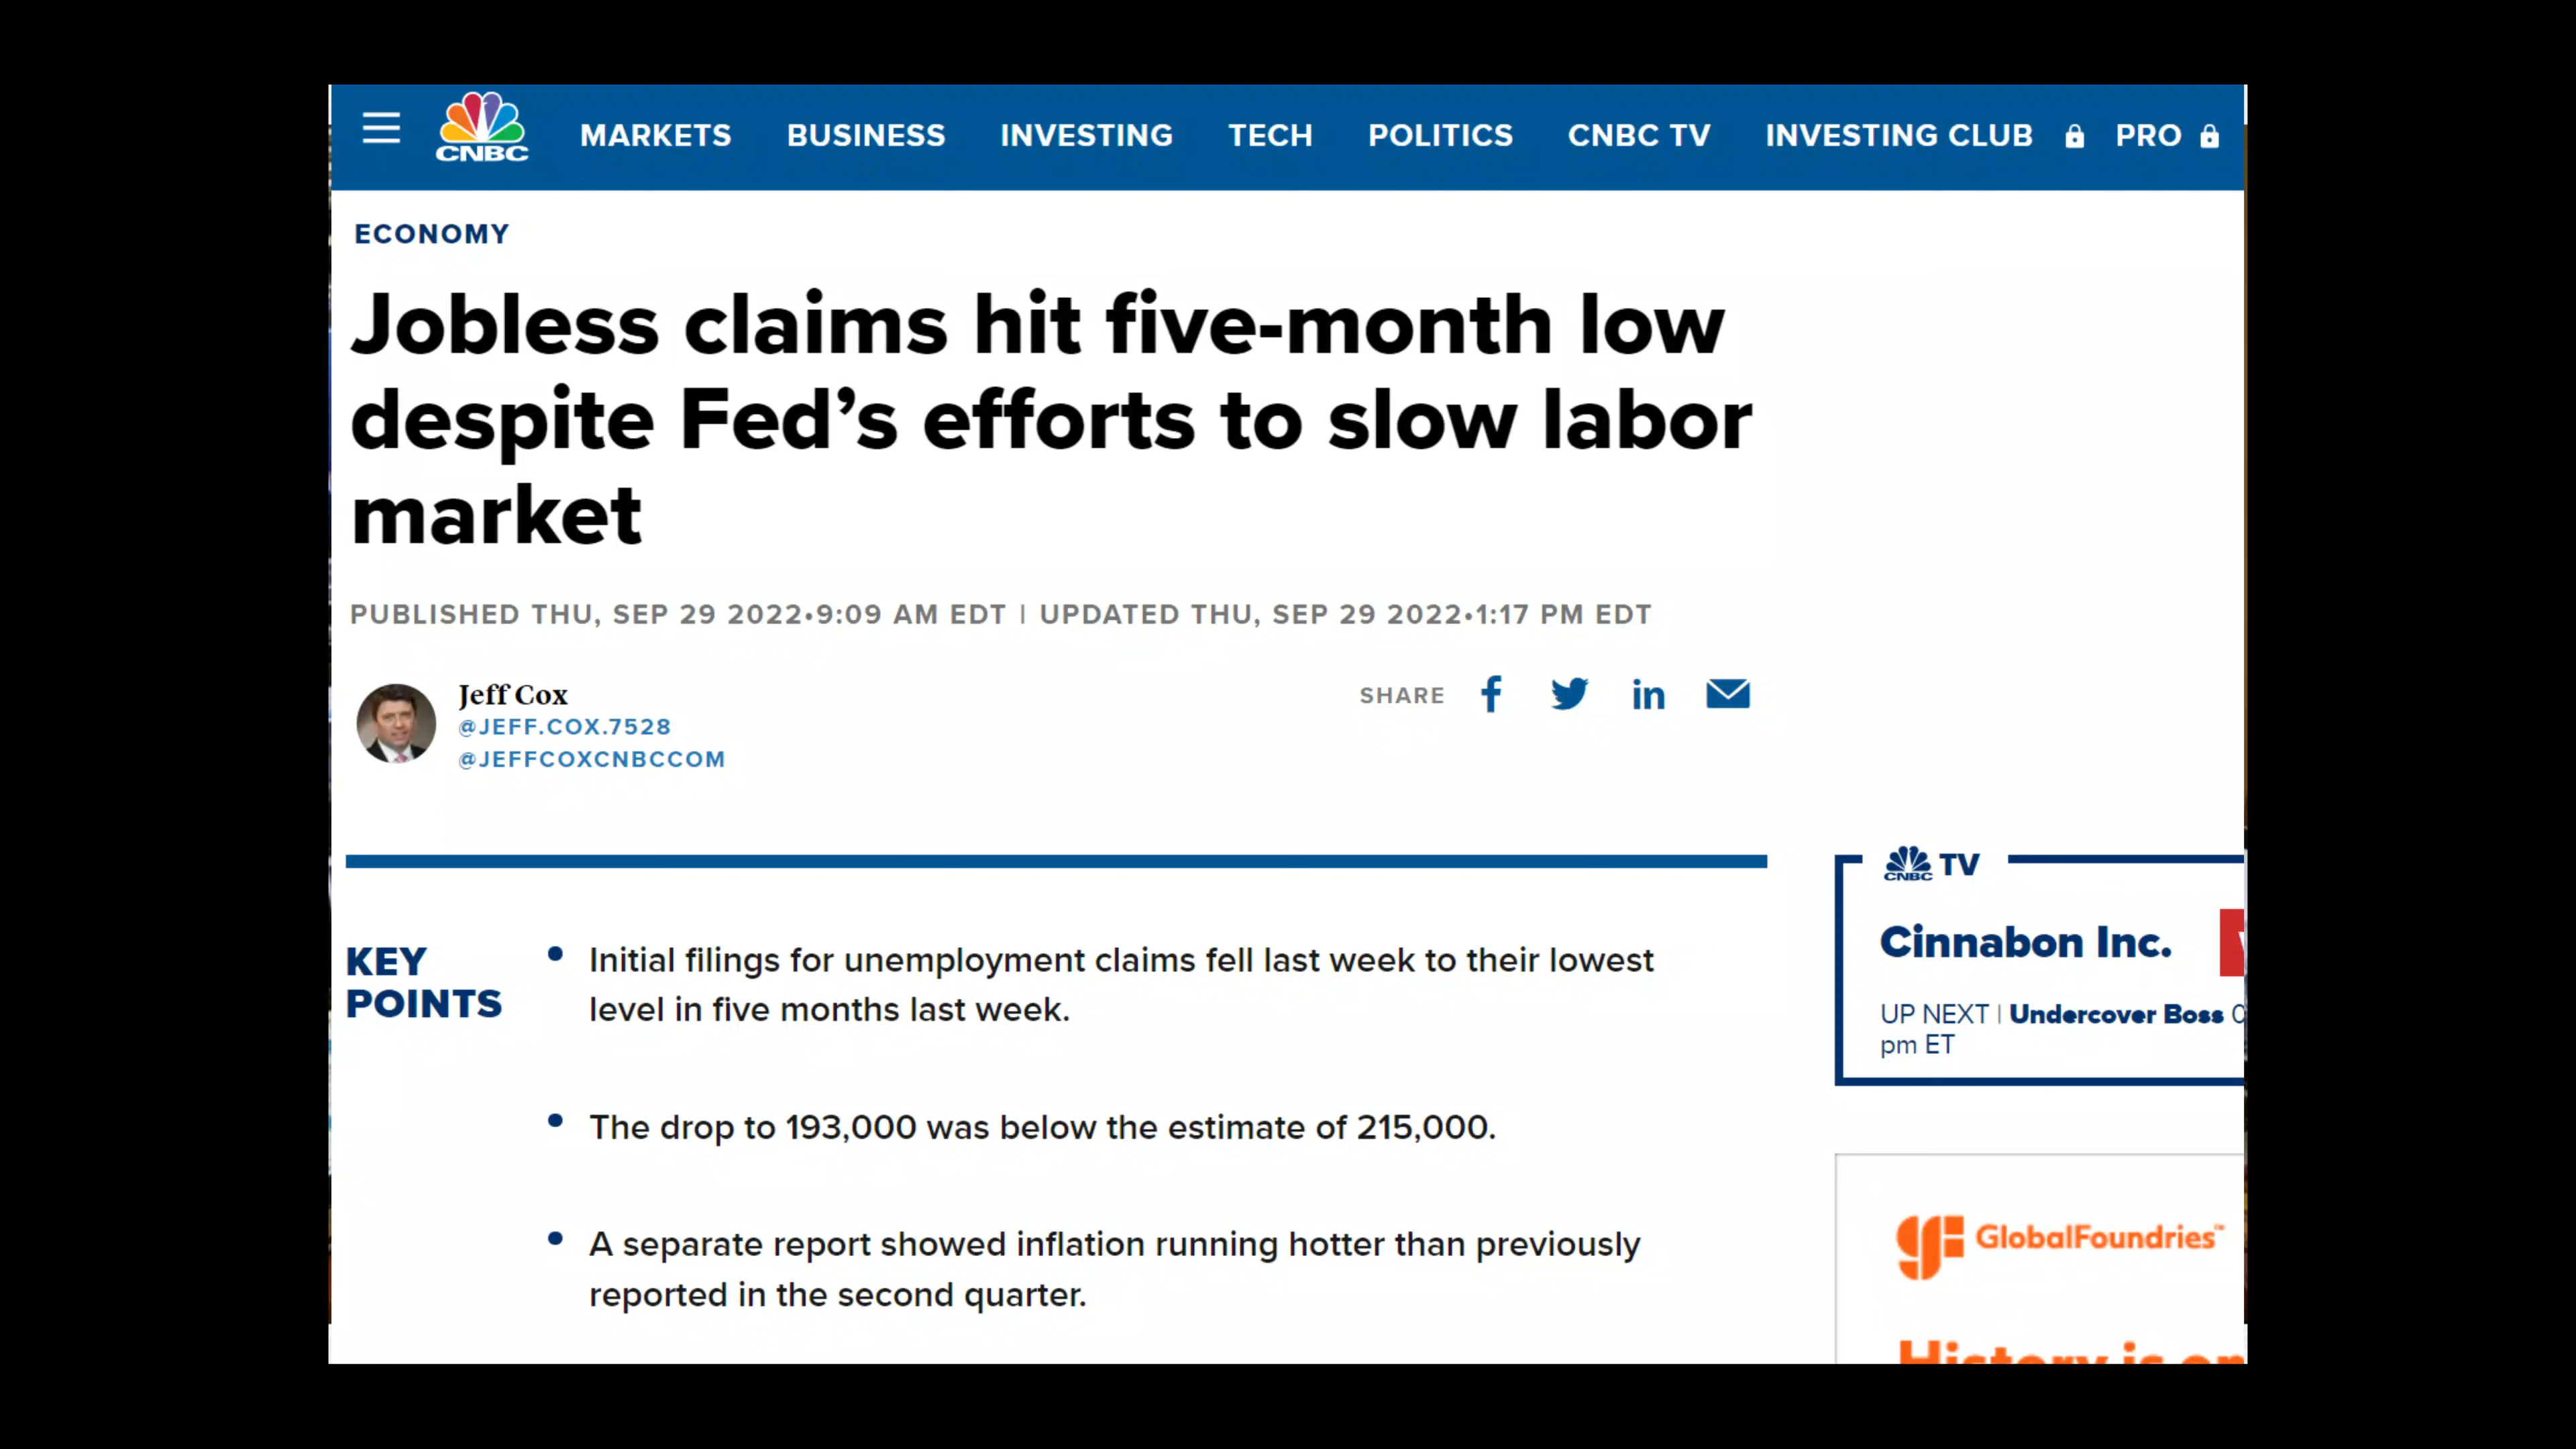 CNBC
MARKETS BUSINESS INVESTING TECH POLITICS CNBC TV INVESTING CLUB PRO
ECONOMY
Jobless claims hit five-month low
despite Fed’s efforts to slow labor
market
PUBLISHED THU, SEP 29 2022•9:09 AM EDT | UPDATED THU, SEP 29 2022•1:17 PM EDT
Jeff Cox
@JEFF.COX.7528
@JEFFCOXCNBCCOM
SHARE
KEY
POINTS
• Initial filings for unemployment claims fell last week to their lowest
level in five months last week.
• The drop to 193,000 was below the estimate of 215,000.
• A separate report showed inflation running hotter than previously
reported in the second quarter.
CNBC TV
Cinnabon Inc.
UP NEXT | Undercover Boss
pm ET
GlobalFoundries™
History is